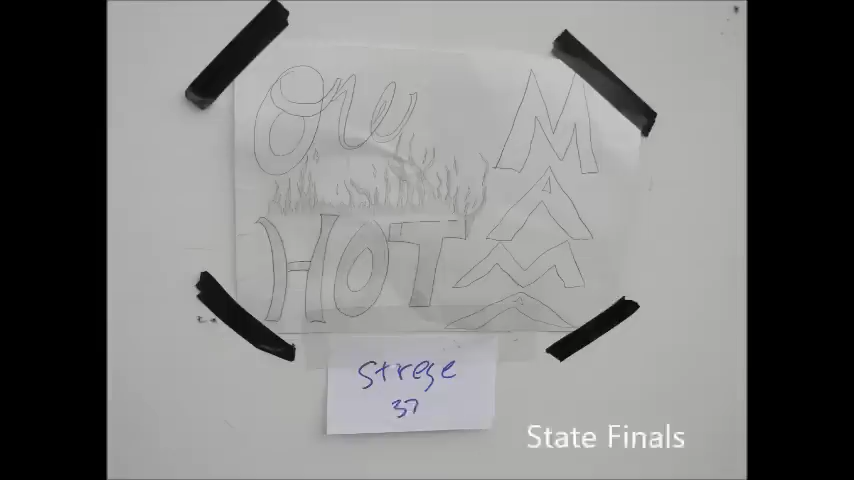 One
HOT
MAMA
strege
37
State Finals